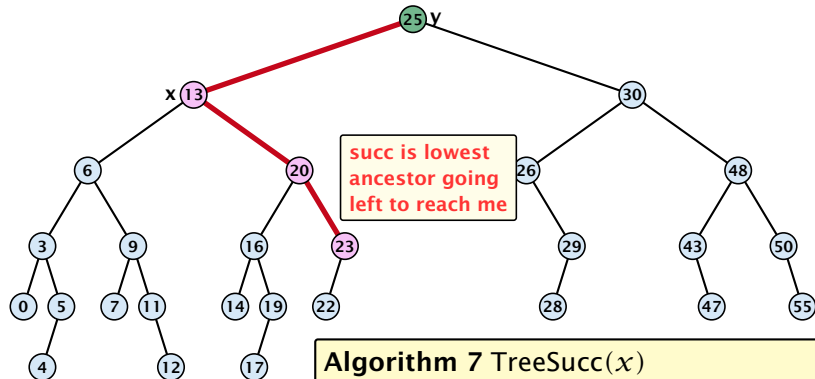 25 y
x 13 30
6 20 26 48
succ is lowest
ancestor going
left to reach me
3 9 16 23 29 43 50
0 5 7 11 14 19 22 28 47 55
4 12 17
Algorithm 7 TreeSucc(x)